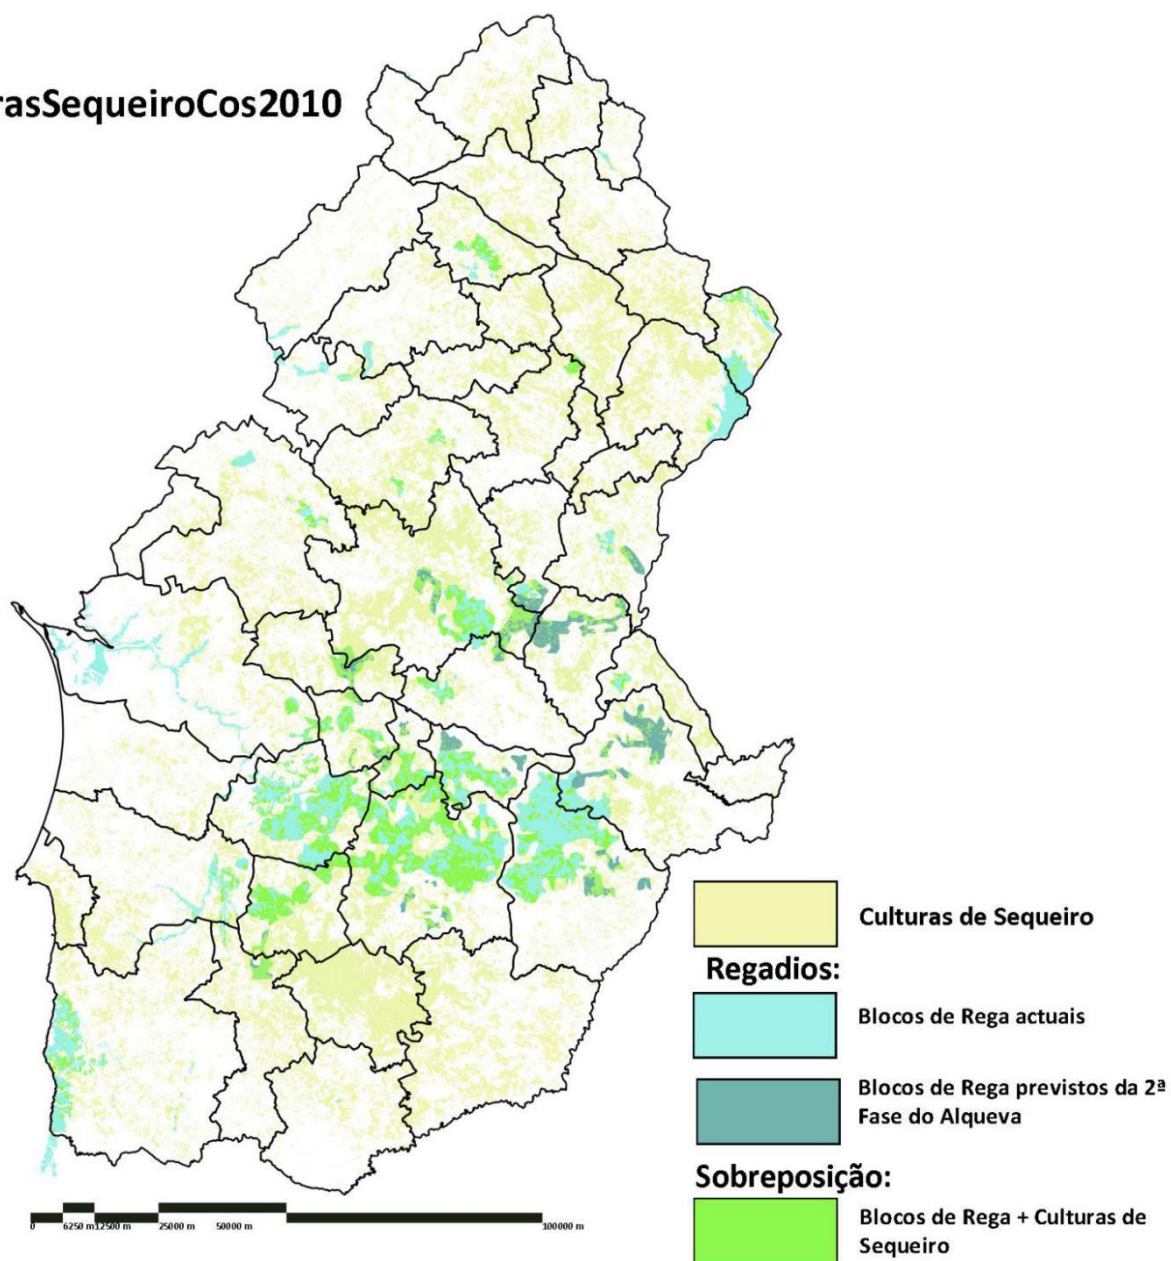 rasSequeiroCos2010
Culturas de Sequeiro
Regadios:
Blocos de Rega actuais
Blocos de Rega previstos da 2ª
Fase do Alqueva
Sobreposição:
Blocos de Rega + Culturas de
Sequeiro
0 6250 m 12500 m 25000 m 50000 m 100000 m